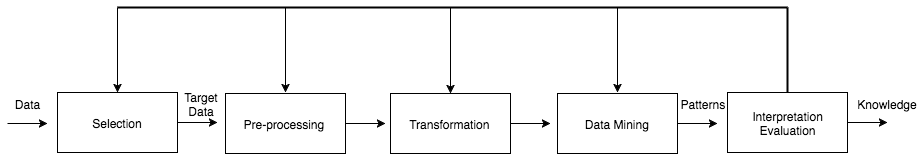 Data
Selection
Target
Data
Pre-processing
Transformation
Data Mining
Patterns
Interpretation
Evaluation
Knowledge